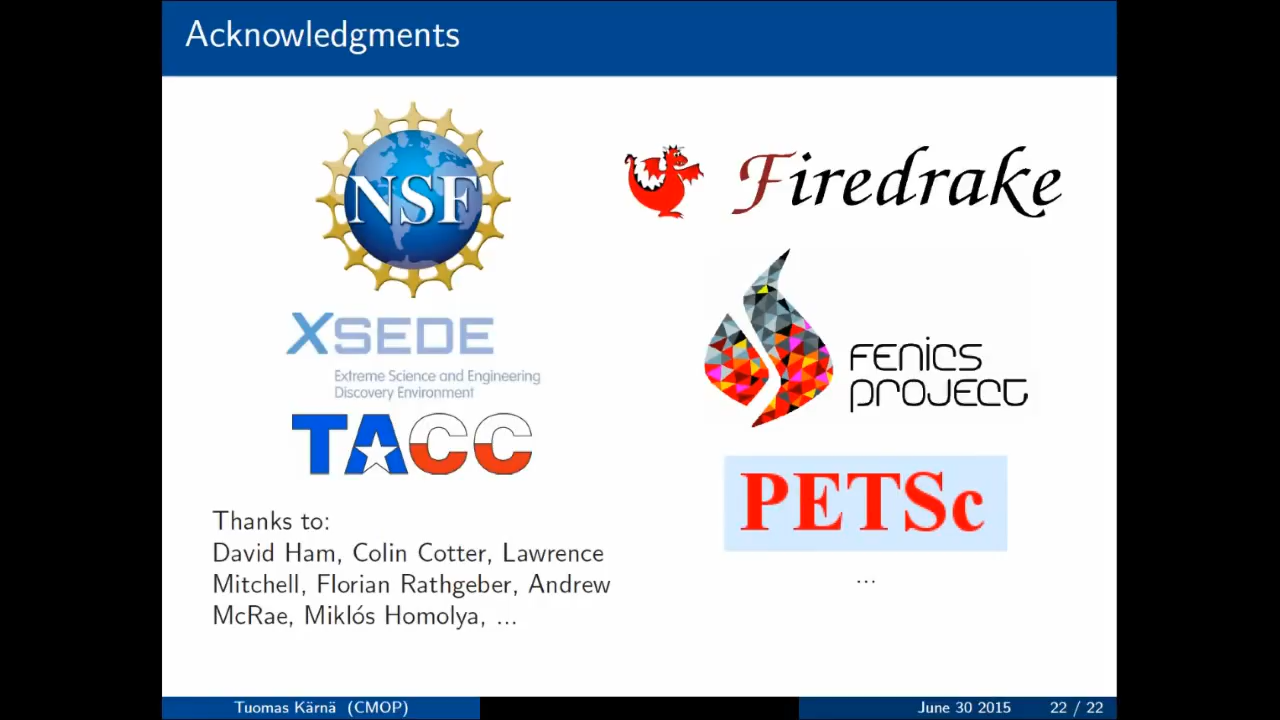 Acknowledgments
NSF
XSEDE
Extreme Science and Engineering
Discovery Environment
TACC
Thanks to:
David Ham, Colin Cotter, Lawrence
Mitchell, Florian Rathgeber, Andrew
McRae, Miklós Homolya, ...
Firedrake
FENICS
PROJECT
PETSc
...
Tuomas Kärnä (CMOP)
June 30 2015
22 / 22